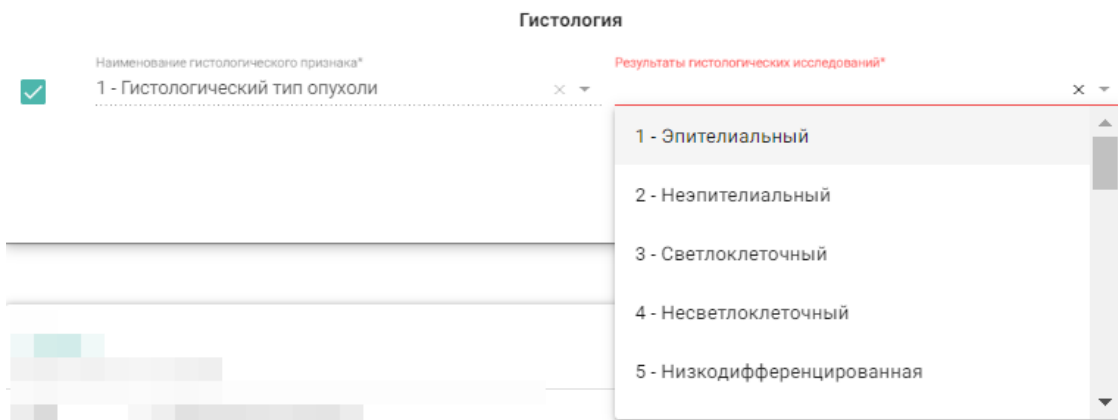 Гистология
Наименование гистологического признака*
1 - Гистологический тип опухоли
Результаты гистологических исследований*
1 - Эпителиальный
2 - Неэпителиальный
3 - Светлоклеточный
4 - Несветлоклеточный
5 - Низкодифференцированная